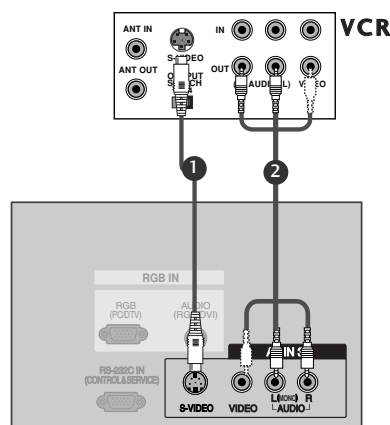 VCR
ANT IN
IN
S-VIDEO
ANT OUT
OUT
(R) AUDIO (L)
VIDEO
OUTPUT
SWITCH
1
2
RGB IN
RGB
(PC/DTV)
AUDIO
(RGB/DVI)
RS-232C IN
(CONTROL & SERVICE)
AV IN
S-VIDEO
VIDEO
L(MONO) R
AUDIO